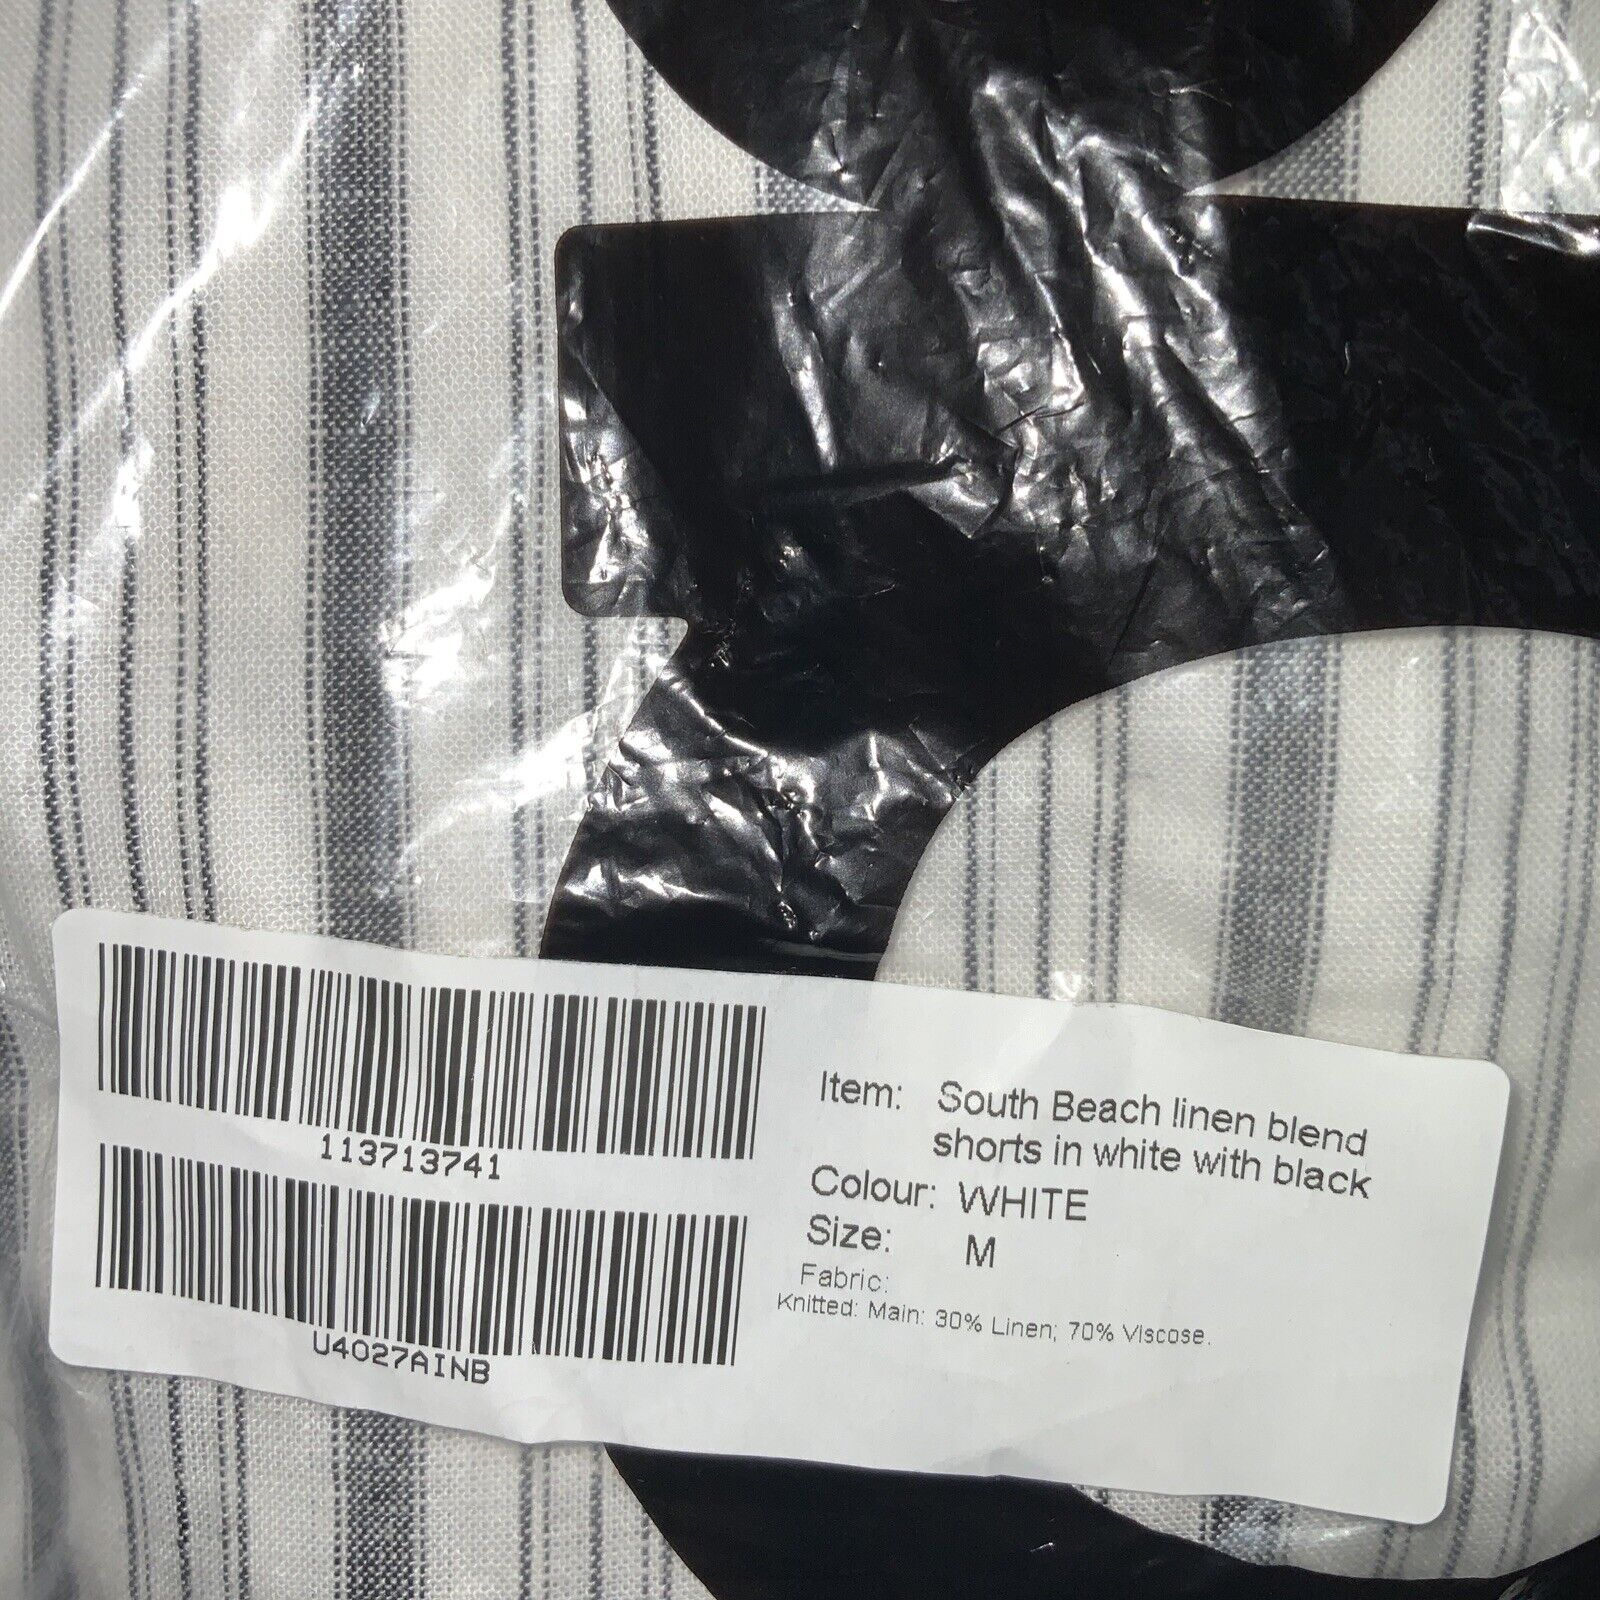 113713741
U4027AINB
Item: South Beach linen blend
shorts in white with black
Colour: WHITE
Size: M
Fabric:
Knitted: Main: 30% Linen; 70% Viscose.